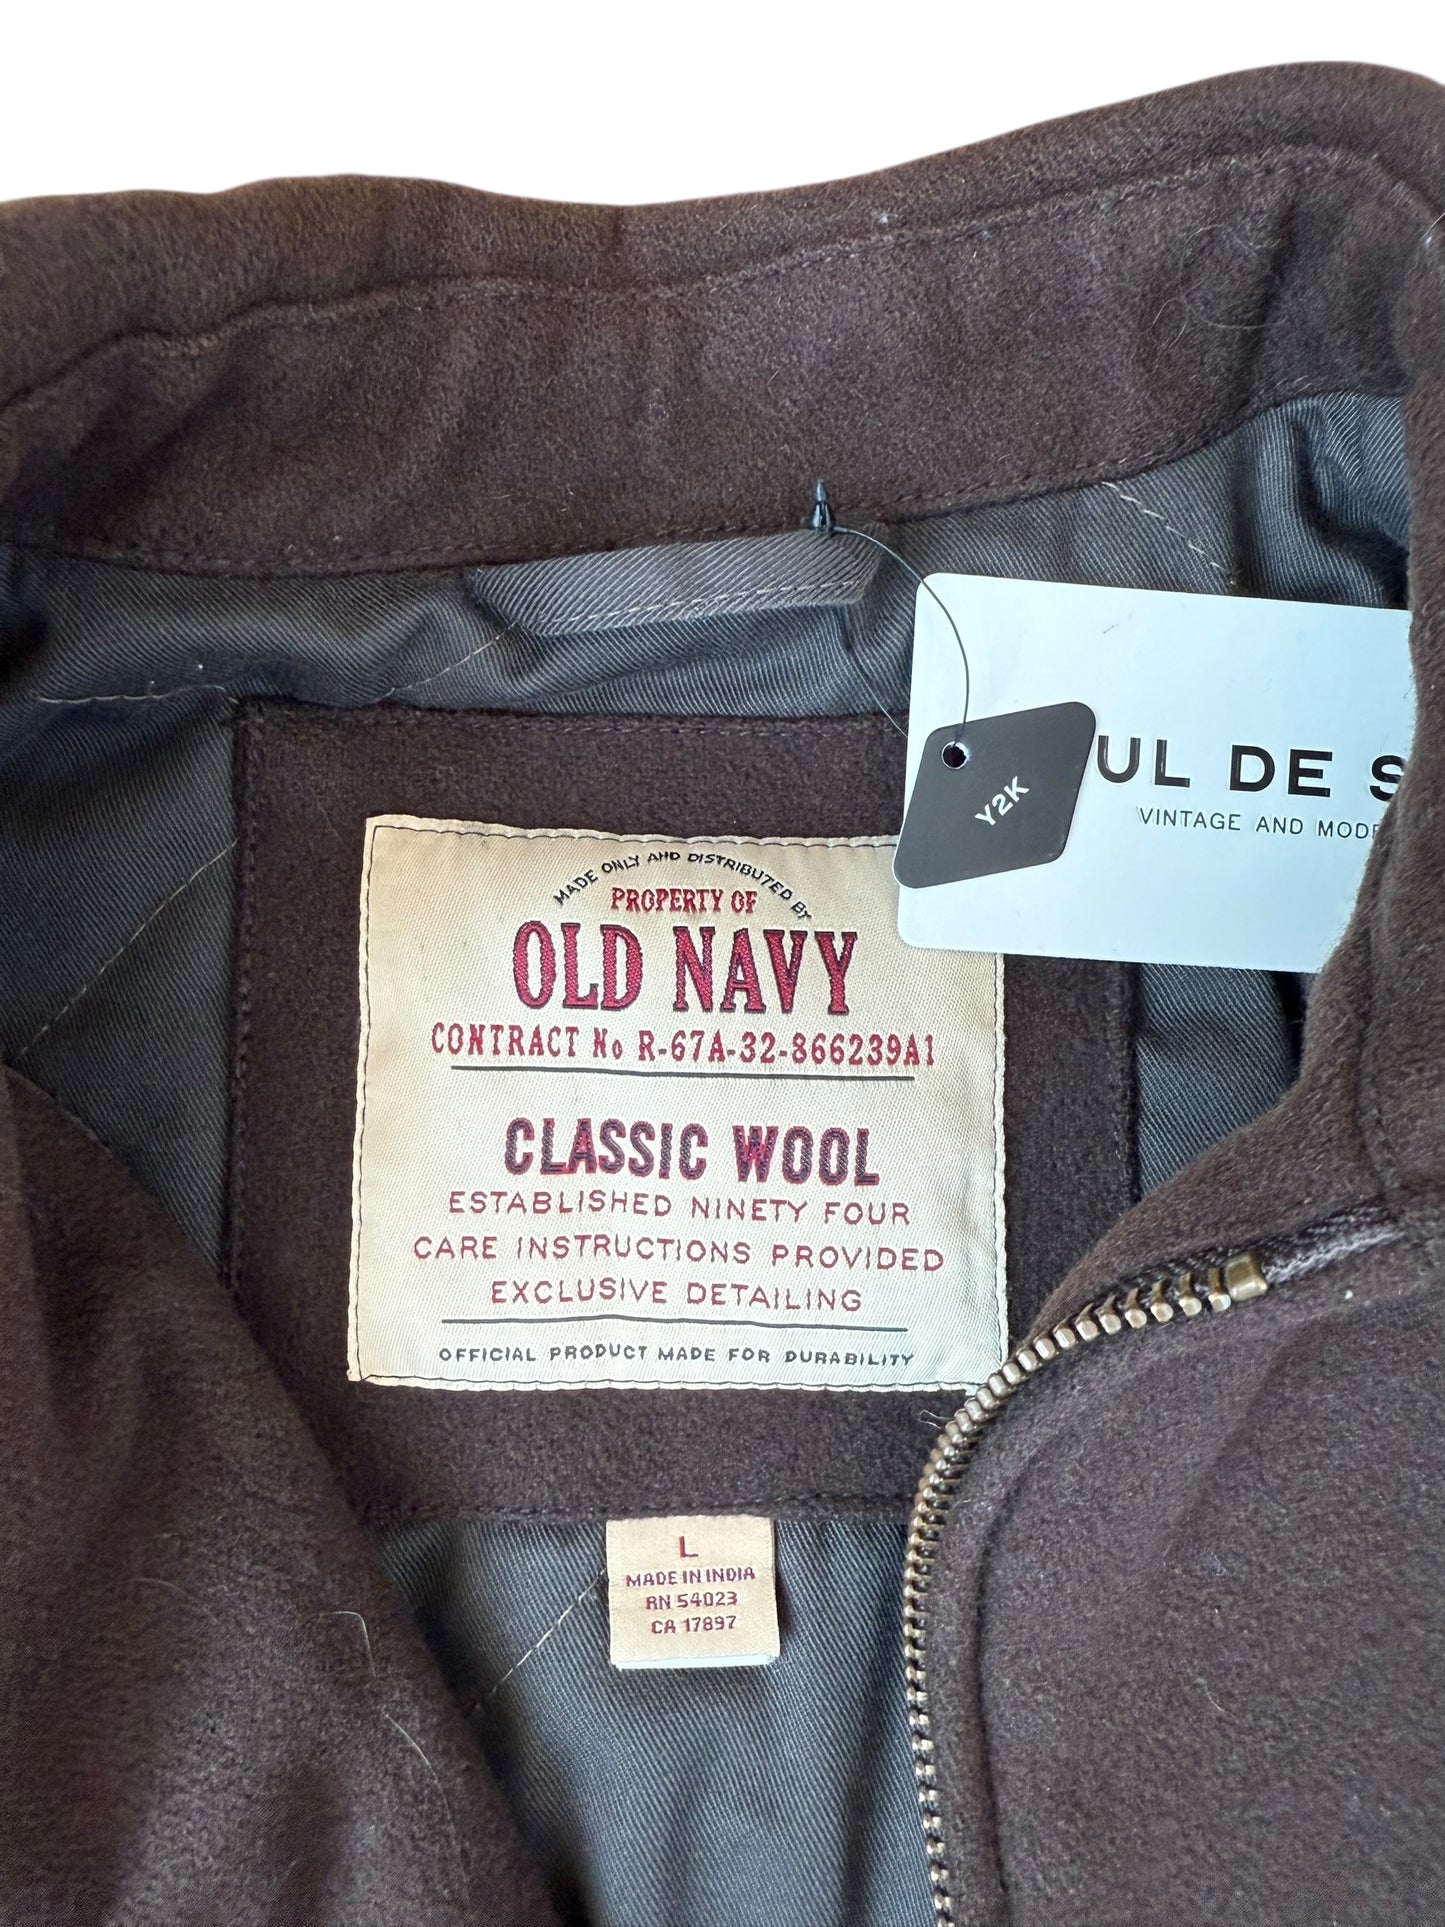 MADE ONLY AND DISTRIBUTED BY
PROPERTY OF
OLD NAVY
CONTRACT No R-67A-32-866239A1
CLASSIC WOOL
ESTABLISHED NINETY FOUR
CARE INSTRUCTIONS PROVIDED
EXCLUSIVE DETAILING
OFFICIAL PRODUCT MADE FOR DURABILITY
L
MADE IN INDIA
RN 54023
CA 17897
Y2K
UL DE S
VINTAGE AND MOD